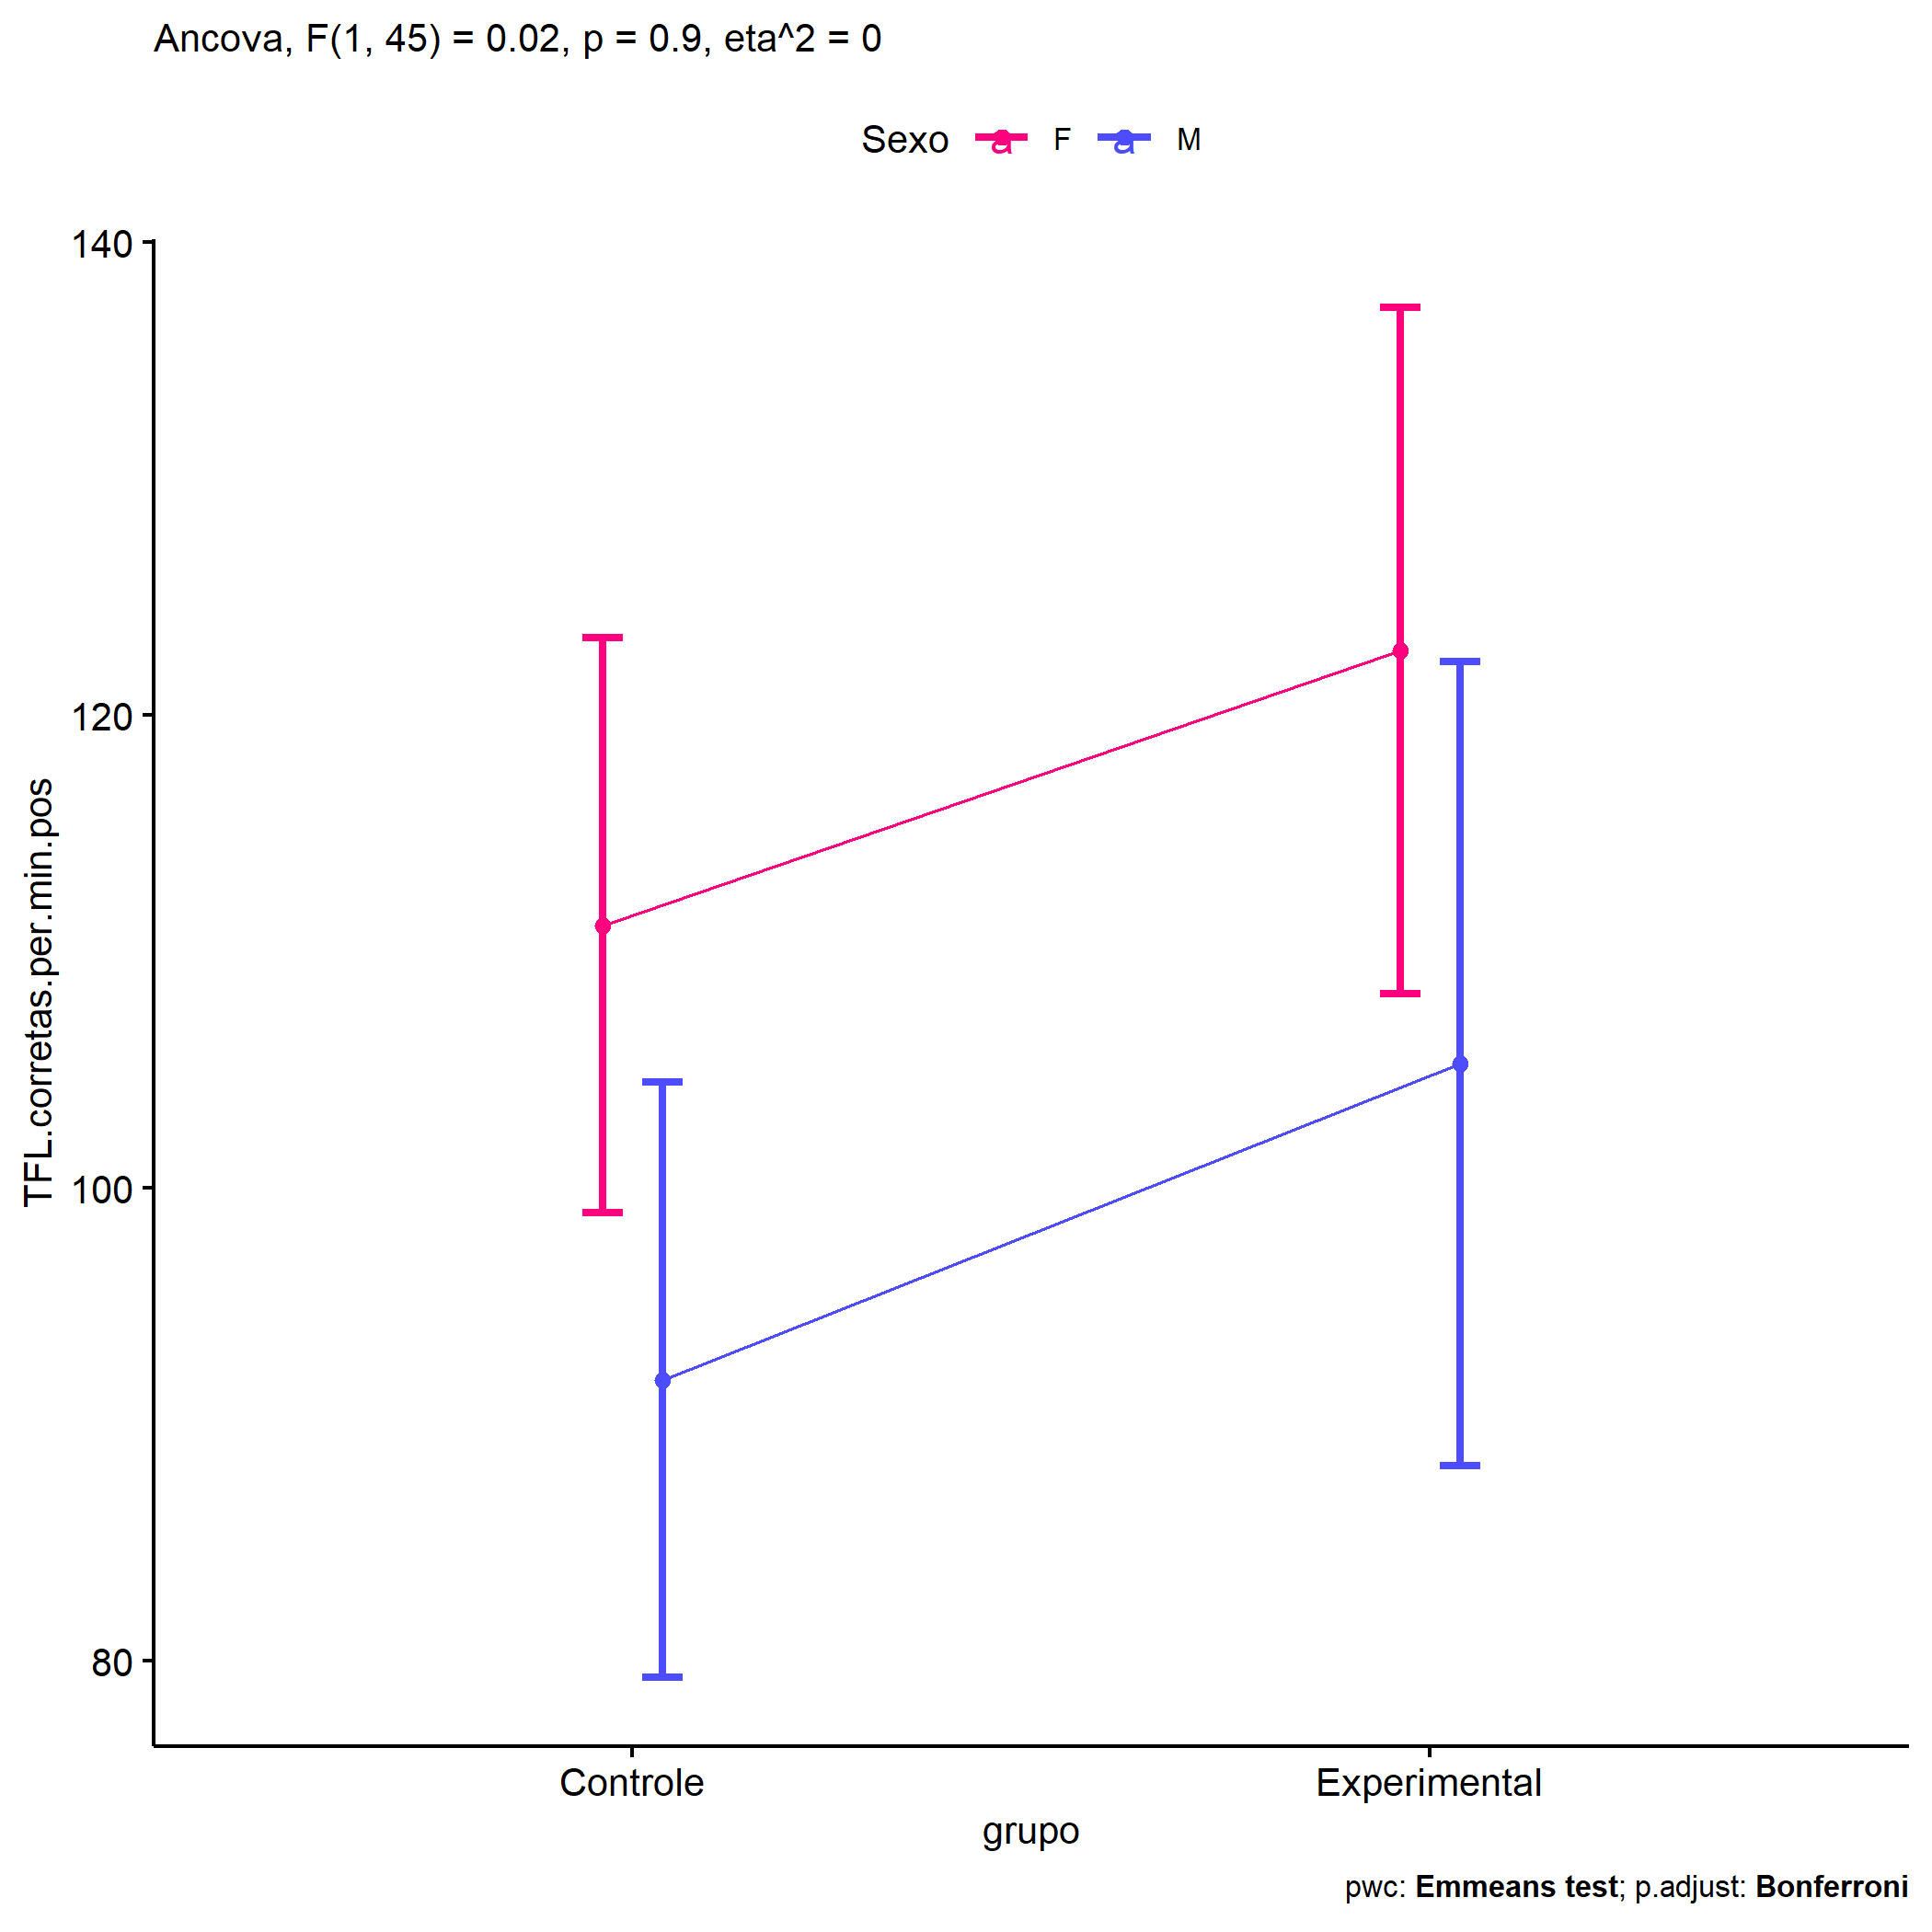 Ancova, F(1, 45) = 0.02, p = 0.9, eta^2 = 0
Sexo a F a M
140
120
100
80
TFL.corretas.per.min.pos
Controle Experimental
grupo
pwc: Emmeans test; p.adjust: Bonferroni